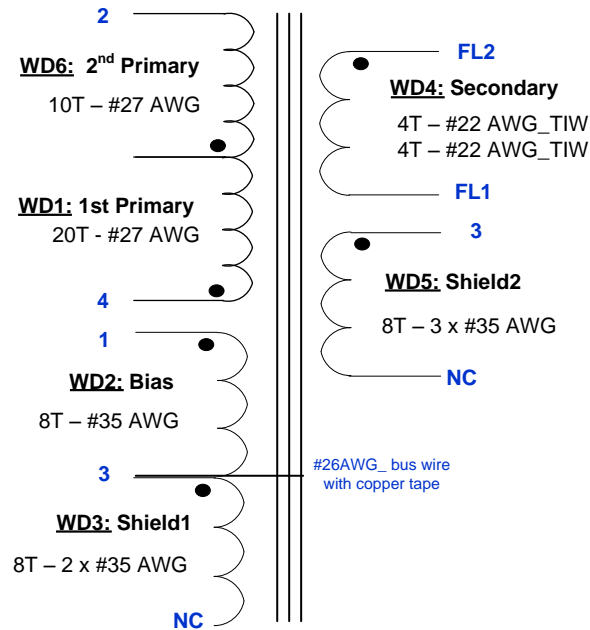 2
WD6: 2nd Primary
10T – #27 AWG
WD1: 1st Primary
20T - #27 AWG
4
1
WD2: Bias
8T – #35 AWG
3
WD3: Shield1
8T – 2 x #35 AWG
NC
FL2
WD4: Secondary
4T – #22 AWG_TIW
4T – #22 AWG_TIW
FL1
3
WD5: Shield2
8T – 3 x #35 AWG
NC
#26AWG_ bus wire
with copper tape